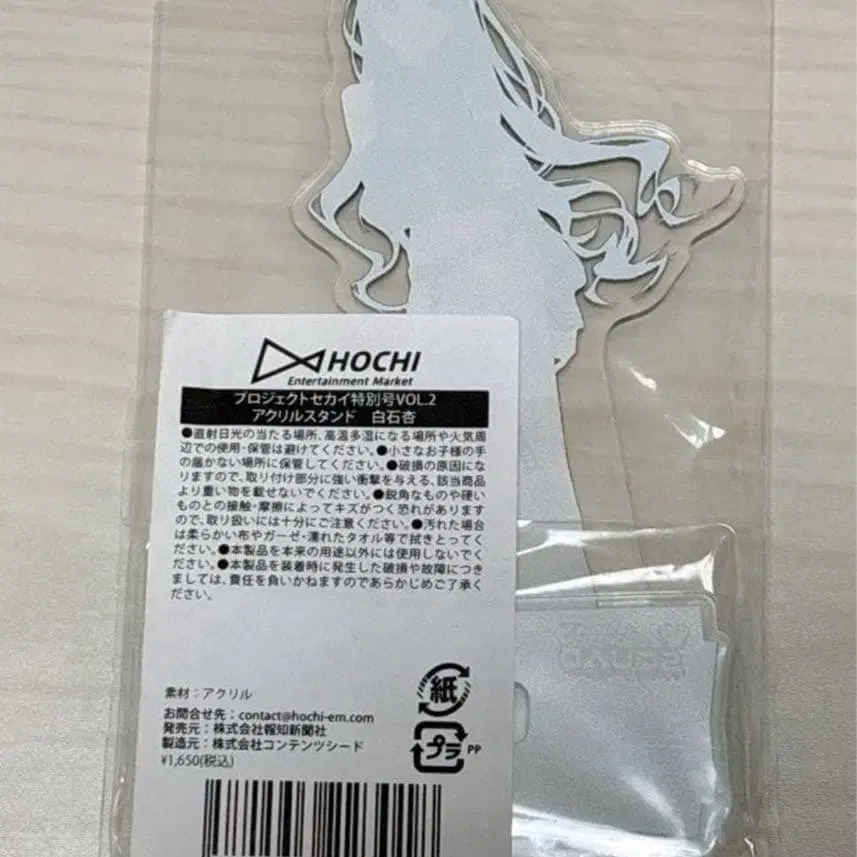 HOCHI
Entertainment Market
プロジェクトセカイ特別号VOL.2
アクリルスタンド 白石杏
●直射日光の当たる場所、高温多湿になる場所や火気周
辺での使用・保管は避けてください。●小さなお子様の手
の届かない場所に保管してください。●破損の原因にな
りますので、取り付け部分に強い衝撃を与える、該当商品
より重い物を載せないでください。●鋭角なものや硬い
ものとの接触・摩擦によってキズがつく恐れがあります
ので、取り扱いには十分にご注意ください。●汚れた場合
は柔らかい布やガーゼ・濡れたタオル等で拭きとってく
ださい。●本製品を本来の用途以外には使用しないでく
ださい。●本製品を装着時に発生した破損や故障につき
ましては、責任を負いかねますのであらかじめご了承く
ださい。
素材：アクリル
お問合せ先：contact@hochi-em.com
発売元：株式会社報知新聞社
製造元：株式会社コンテンツシード
¥1,650(税込)
紙
プラ PP